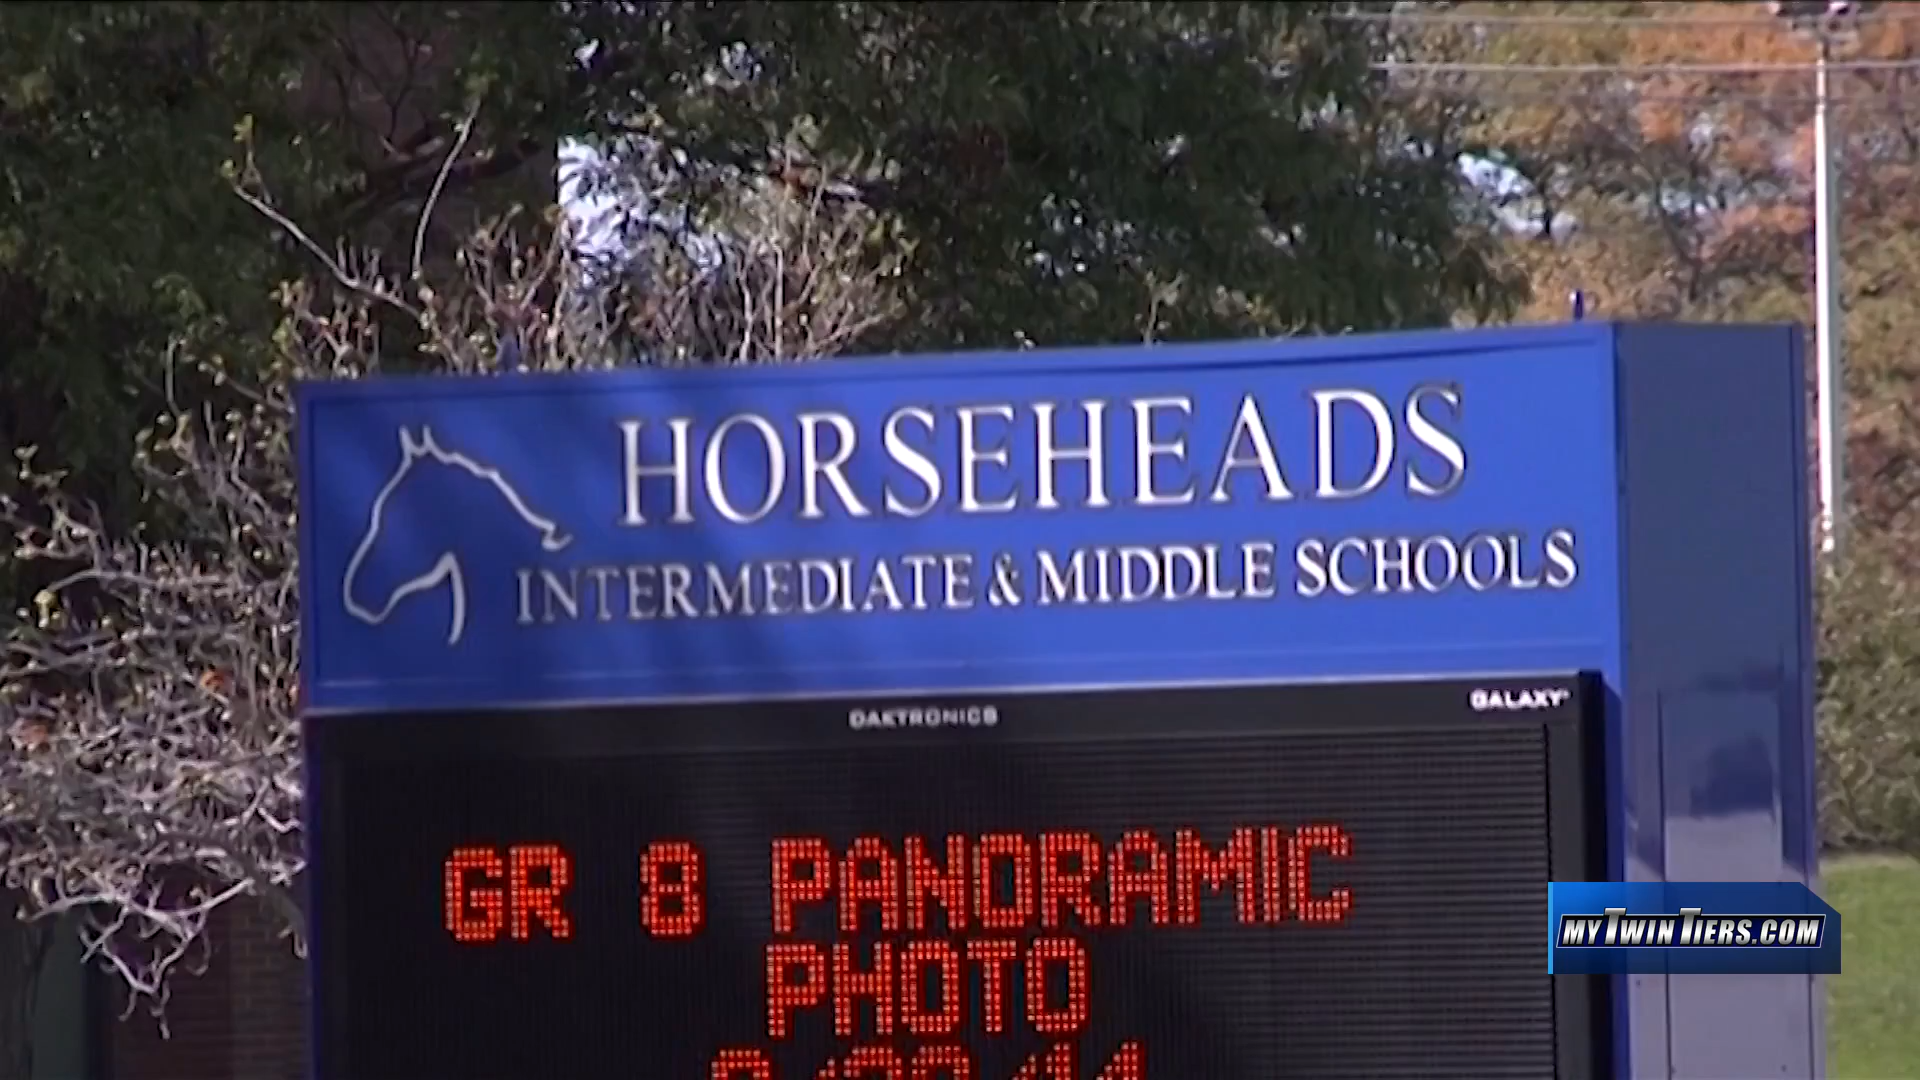 HORSEHEADS
INTERMEDIATE & MIDDLE SCHOOLS
DAKTRONICS
GALAXY
GR 8 PANORAMIC
PHOTO
MYTWINTIERS.COM